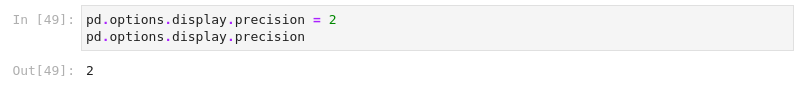 In [49]: pd.options.display.precision = 2
pd.options.display.precision
Out[49]: 2